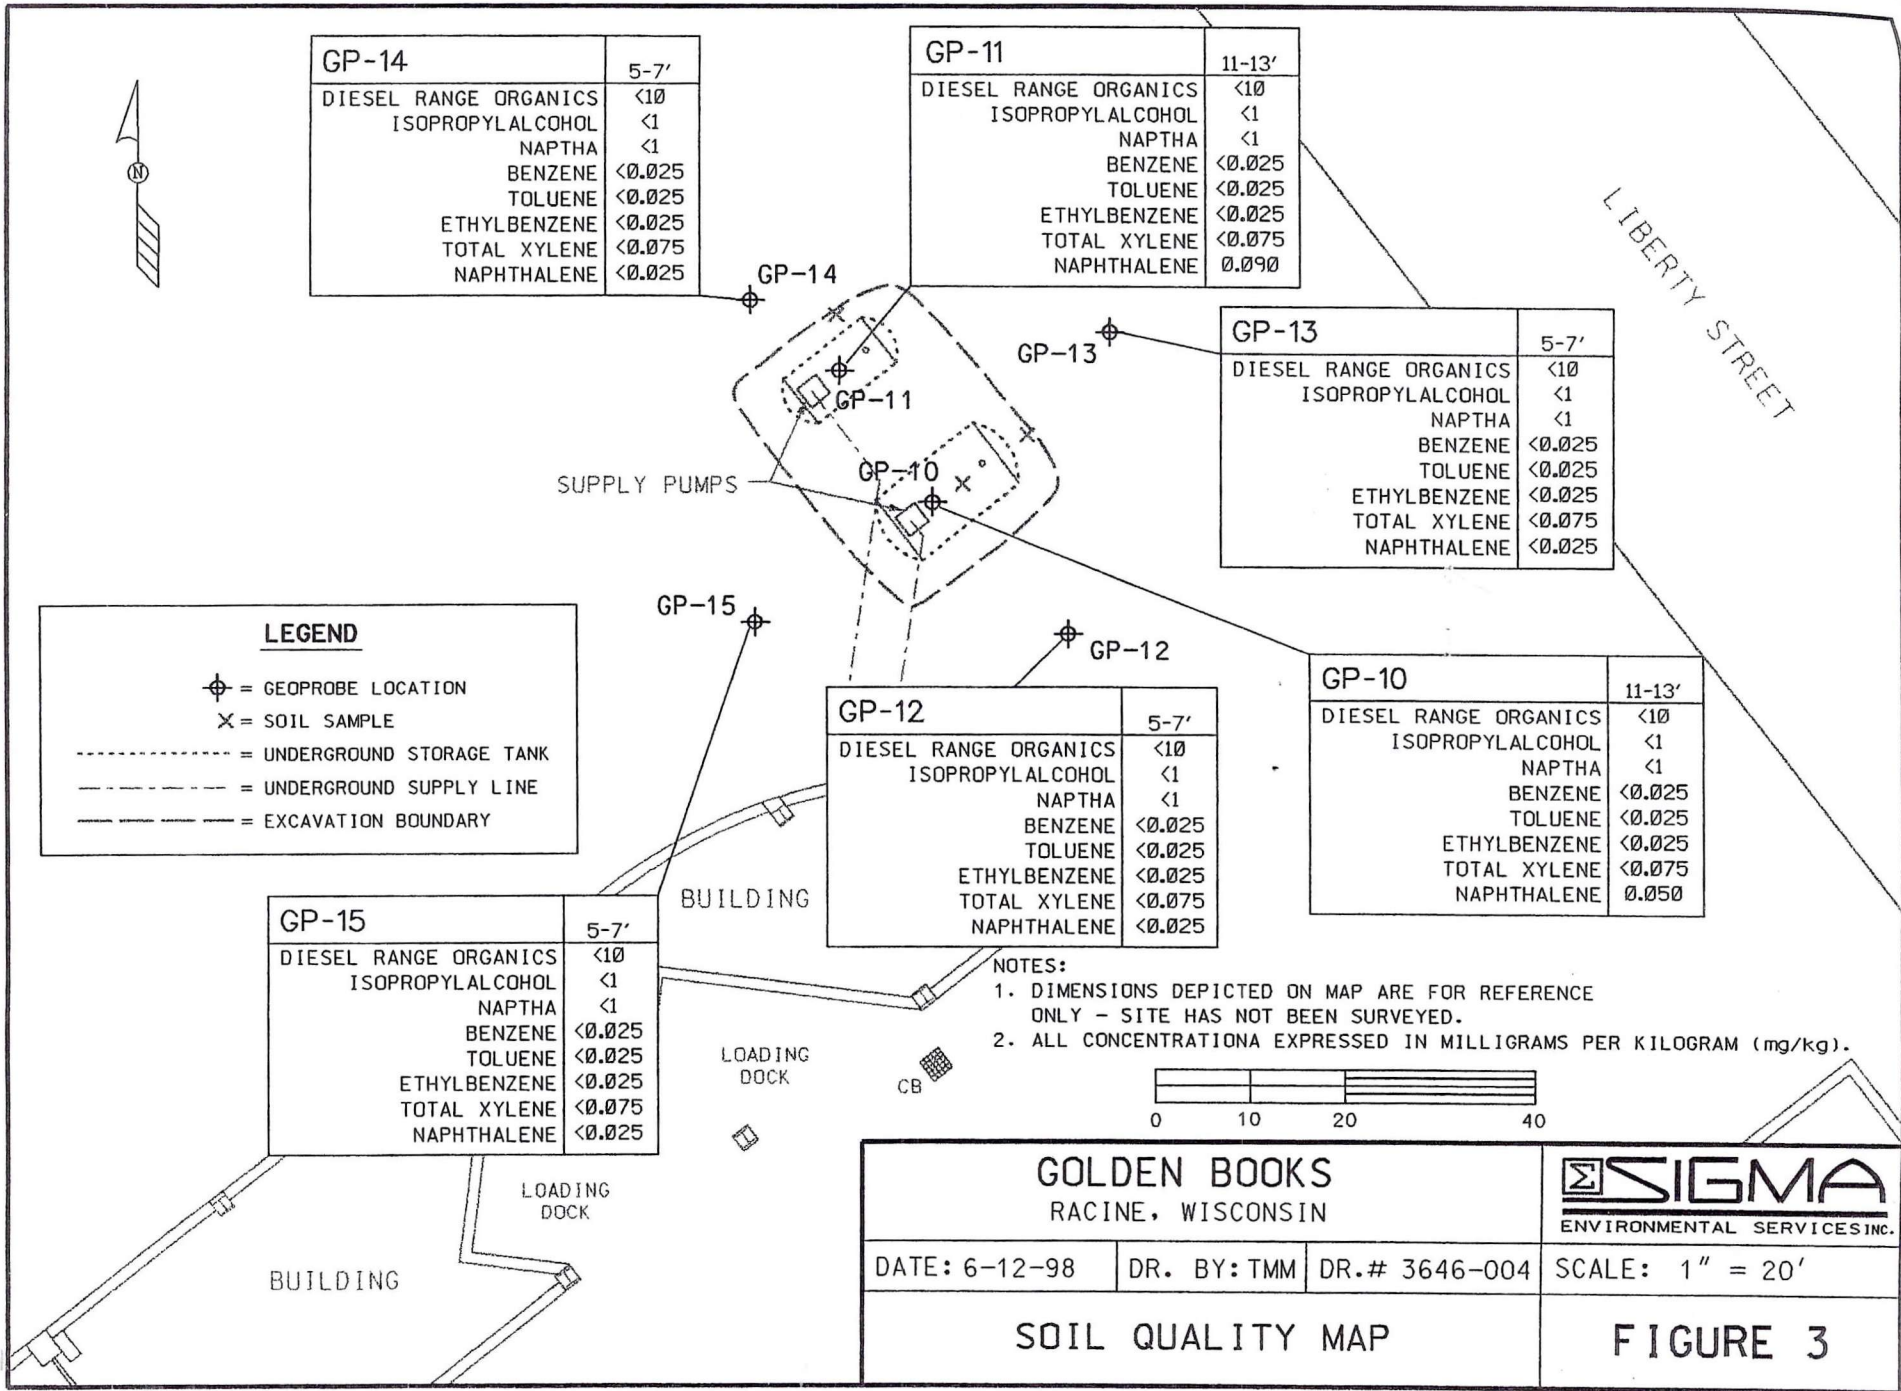 GP-14 5-7'
DIESEL RANGE ORGANICS <10
ISOPROPYLALCOHOL <1
NAPTHA <1
BENZENE <0.025
TOLUENE <0.025
ETHYLBENZENE <0.025
TOTAL XYLENE <0.075
NAPHTHALENE <0.025
GP-11 11-13'
DIESEL RANGE ORGANICS <10
ISOPROPYLALCOHOL <1
NAPTHA <1
BENZENE <0.025
TOLUENE <0.025
ETHYLBENZENE <0.025
TOTAL XYLENE <0.075
NAPHTHALENE 0.090
N
LIBERTY STREET
GP-14
GP-13
GP-11
GP-10
SUPPLY PUMPS
GP-13 5-7'
DIESEL RANGE ORGANICS <10
ISOPROPYLALCOHOL <1
NAPTHA <1
BENZENE <0.025
TOLUENE <0.025
ETHYLBENZENE <0.025
TOTAL XYLENE <0.075
NAPHTHALENE <0.025
GP-15
GP-12
LEGEND
= GEOPROBE LOCATION
X = SOIL SAMPLE
= UNDERGROUND STORAGE TANK
= UNDERGROUND SUPPLY LINE
= EXCAVATION BOUNDARY
GP-12 5-7'
DIESEL RANGE ORGANICS <10
ISOPROPYLALCOHOL <1
NAPTHA <1
BENZENE <0.025
TOLUENE <0.025
ETHYLBENZENE <0.025
TOTAL XYLENE <0.075
NAPHTHALENE <0.025
GP-10 11-13'
DIESEL RANGE ORGANICS <10
ISOPROPYLALCOHOL <1
NAPTHA <1
BENZENE <0.025
TOLUENE <0.025
ETHYLBENZENE <0.025
TOTAL XYLENE <0.075
NAPHTHALENE 0.050
BUILDING
GP-15 5-7'
DIESEL RANGE ORGANICS <10
ISOPROPYLALCOHOL <1
NAPTHA <1
BENZENE <0.025
TOLUENE <0.025
ETHYLBENZENE <0.025
TOTAL XYLENE <0.075
NAPHTHALENE <0.025
NOTES:
1. DIMENSIONS DEPICTED ON MAP ARE FOR REFERENCE
ONLY - SITE HAS NOT BEEN SURVEYED.
2. ALL CONCENTRATIONA EXPRESSED IN MILLIGRAMS PER KILOGRAM (mg/kg).
LOADING
DOCK
CB
0 10 20 40
LOADING
DOCK
BUILDING
GOLDEN BOOKS
RACINE, WISCONSIN
Σ SIGMA
ENVIRONMENTAL SERVICES INC.
DATE: 6-12-98 DR. BY: TMM DR.# 3646-004 SCALE: 1" = 20'
SOIL QUALITY MAP FIGURE 3